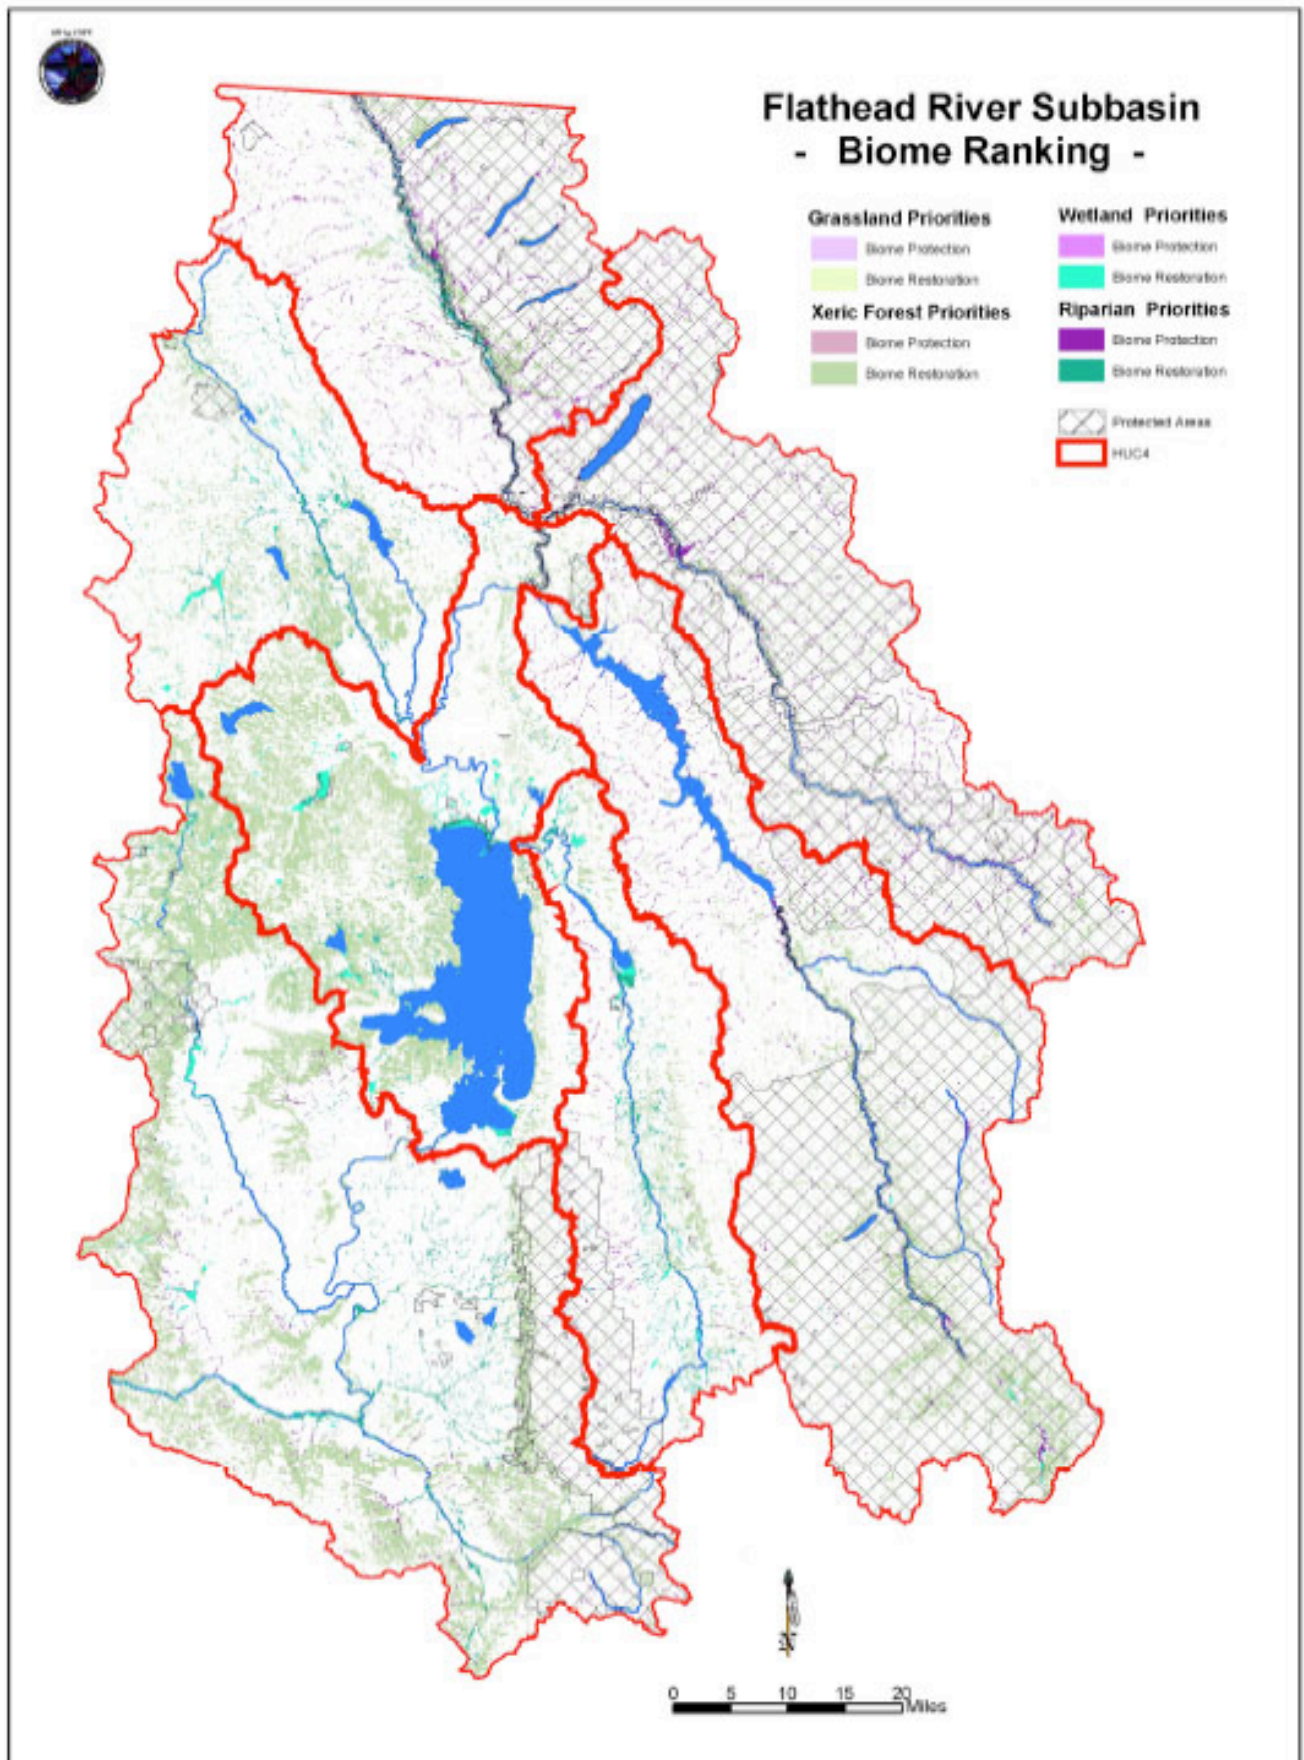 Flathead River Subbasin
- Biome Ranking -
Grassland Priorities
Biome Protection
Biome Restoration
Xeric Forest Priorities
Biome Protection
Biome Restoration
Wetland Priorities
Biome Protection
Biome Restoration
Riparian Priorities
Biome Protection
Biome Restoration
Protected Areas
HUC4
0 5 10 15 20
Miles